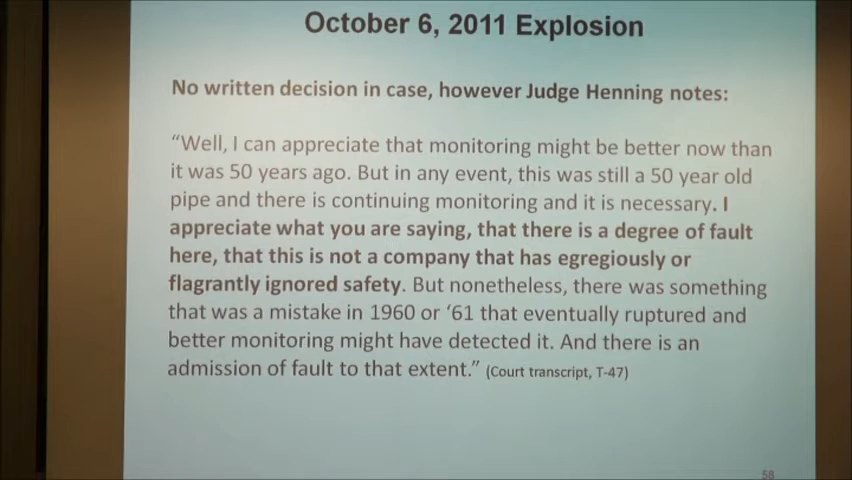 October 6, 2011 Explosion
No written decision in case, however Judge Henning notes:
“Well, I can appreciate that monitoring might be better now than
it was 50 years ago. But in any event, this was still a 50 year old
pipe and there is continuing monitoring and it is necessary. I
appreciate what you are saying, that there is a degree of fault
here, that this is not a company that has egregiously or
flagrantly ignored safety. But nonetheless, there was something
that was a mistake in 1960 or ‘61 that eventually ruptured and
better monitoring might have detected it. And there is an
admission of fault to that extent.” (Court transcript, T-47)
58